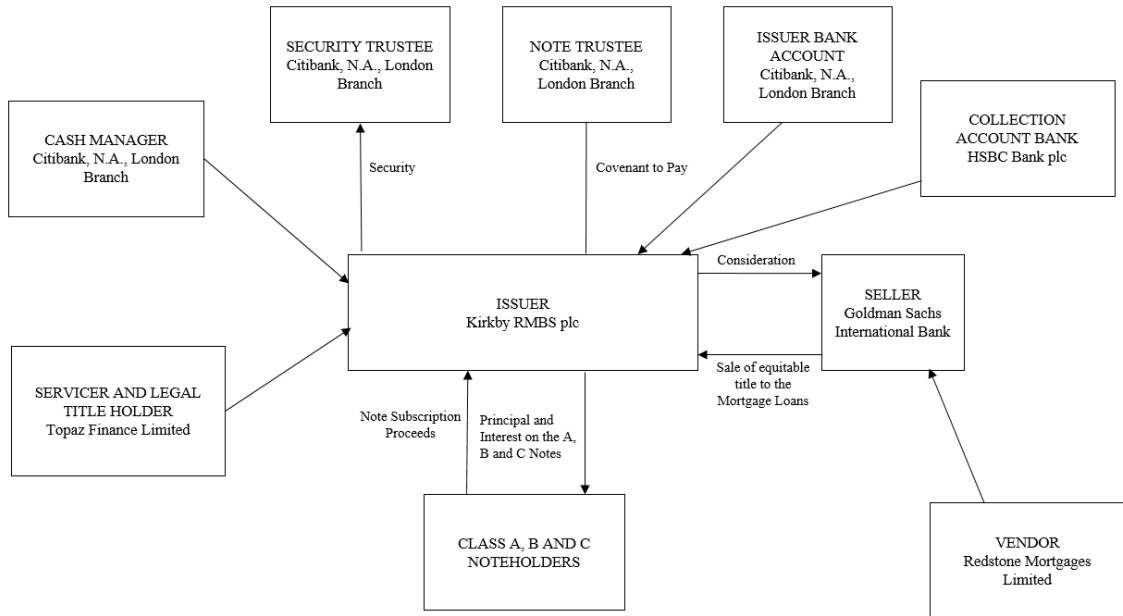 SECURITY TRUSTEE
Citibank, N.A., London
Branch
NOTE TRUSTEE
Citibank, N.A.,
London Branch
ISSUER BANK
ACCOUNT
Citibank, N.A.,
London Branch
CASH MANAGER
Citibank, N.A., London
Branch
COLLECTION
ACCOUNT BANK
HSBC Bank plc
Security
Covenant to Pay
ISSUER
Kirkby RMBS plc
Consideration
SELLER
Goldman Sachs
International Bank
Sale of equitable
title to the
Mortgage Loans
SERVICER AND LEGAL
TITLE HOLDER
Topaz Finance Limited
Note Subscription
Proceeds
Principal and
Interest on the A,
B and C Notes
CLASS A, B AND C
NOTEHOLDERS
VENDOR
Redstone Mortgages
Limited